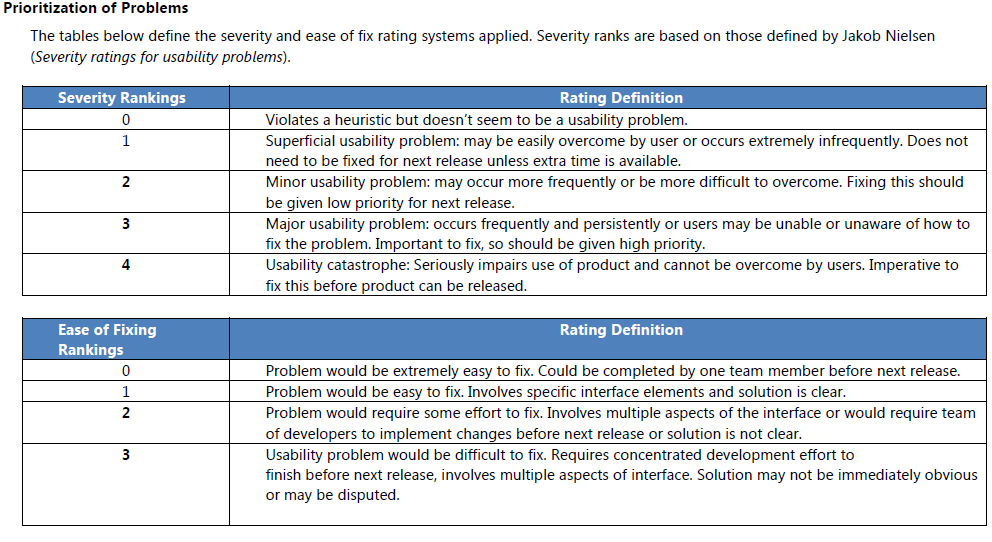 Prioritization of Problems
The tables below define the severity and ease of fix rating systems applied. Severity ranks are based on those defined by Jakob Nielsen
(Severity ratings for usability problems).
Severity Rankings Rating Definition
0 Violates a heuristic but doesn’t seem to be a usability problem.
1 Superficial usability problem: may be easily overcome by user or occurs extremely infrequently. Does not
need to be fixed for next release unless extra time is available.
2 Minor usability problem: may occur more frequently or be more difficult to overcome. Fixing this should
be given low priority for next release.
3 Major usability problem: occurs frequently and persistently or users may be unable or unaware of how to
fix the problem. Important to fix, so should be given high priority.
4 Usability catastrophe: Seriously impairs use of product and cannot be overcome by users. Imperative to
fix this before product can be released.
Ease of Fixing Rating Definition
Rankings
0 Problem would be extremely easy to fix. Could be completed by one team member before next release.
1 Problem would be easy to fix. Involves specific interface elements and solution is clear.
2 Problem would require some effort to fix. Involves multiple aspects of the interface or would require team
of developers to implement changes before next release or solution is not clear.
3 Usability problem would be difficult to fix. Requires concentrated development effort to
finish before next release, involves multiple aspects of interface. Solution may not be immediately obvious
or may be disputed.